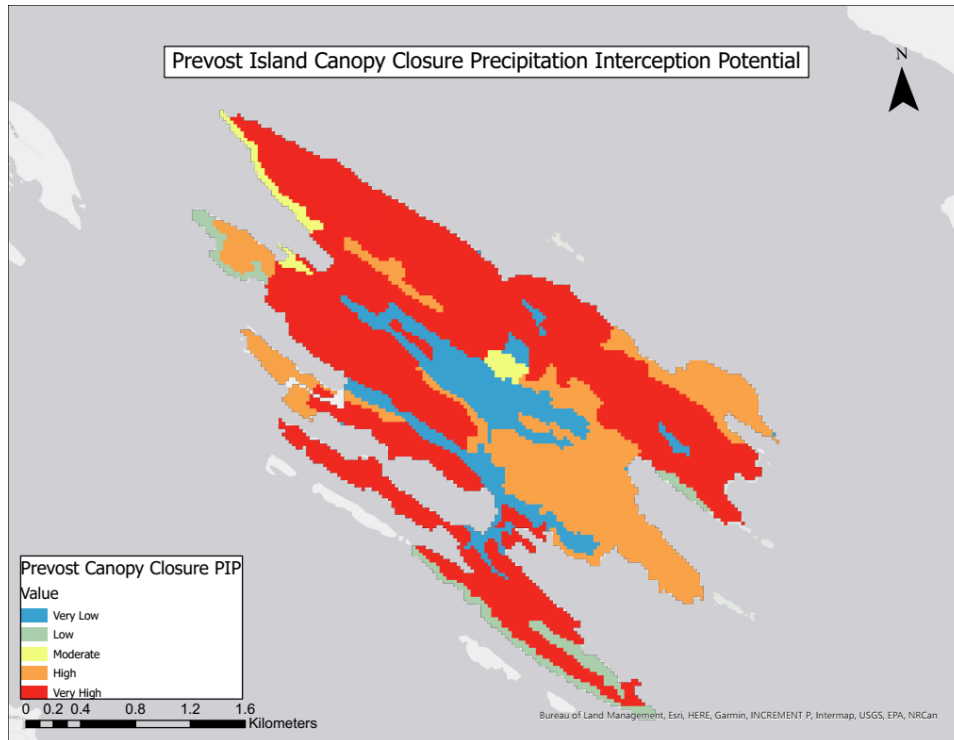 Prevost Island Canopy Closure Precipitation Interception Potential
N
Prevost Canopy Closure PIP
Value
Very Low
Low
Moderate
High
Very High
0 0.2 0.4 0.8 1.2 1.6
Kilometers
Bureau of Land Management, Esri, HERE, Garmin, INCREMENT P, Intermap, USGS, EPA, NRCan